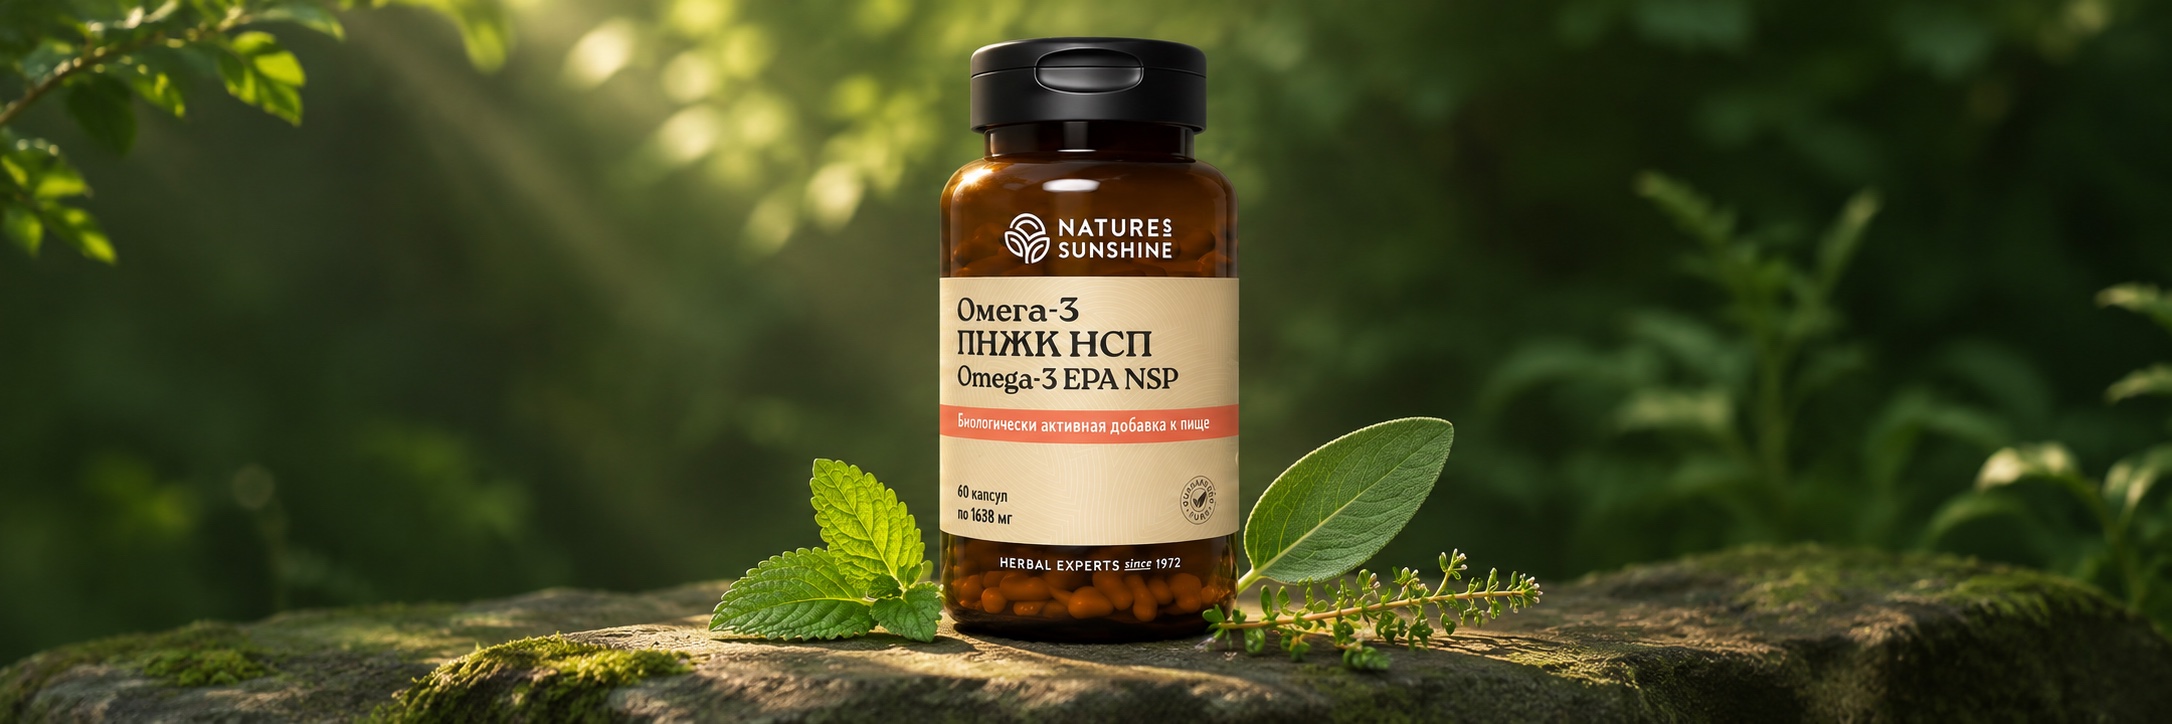 NATURES
SUNSHINE
Омега-3
ПНЖК НСП
Omega-3 EPA NSP
Биологически активная добавка к пище
60 капсул
по 1638 мг
HERBAL EXPERTS since 1972